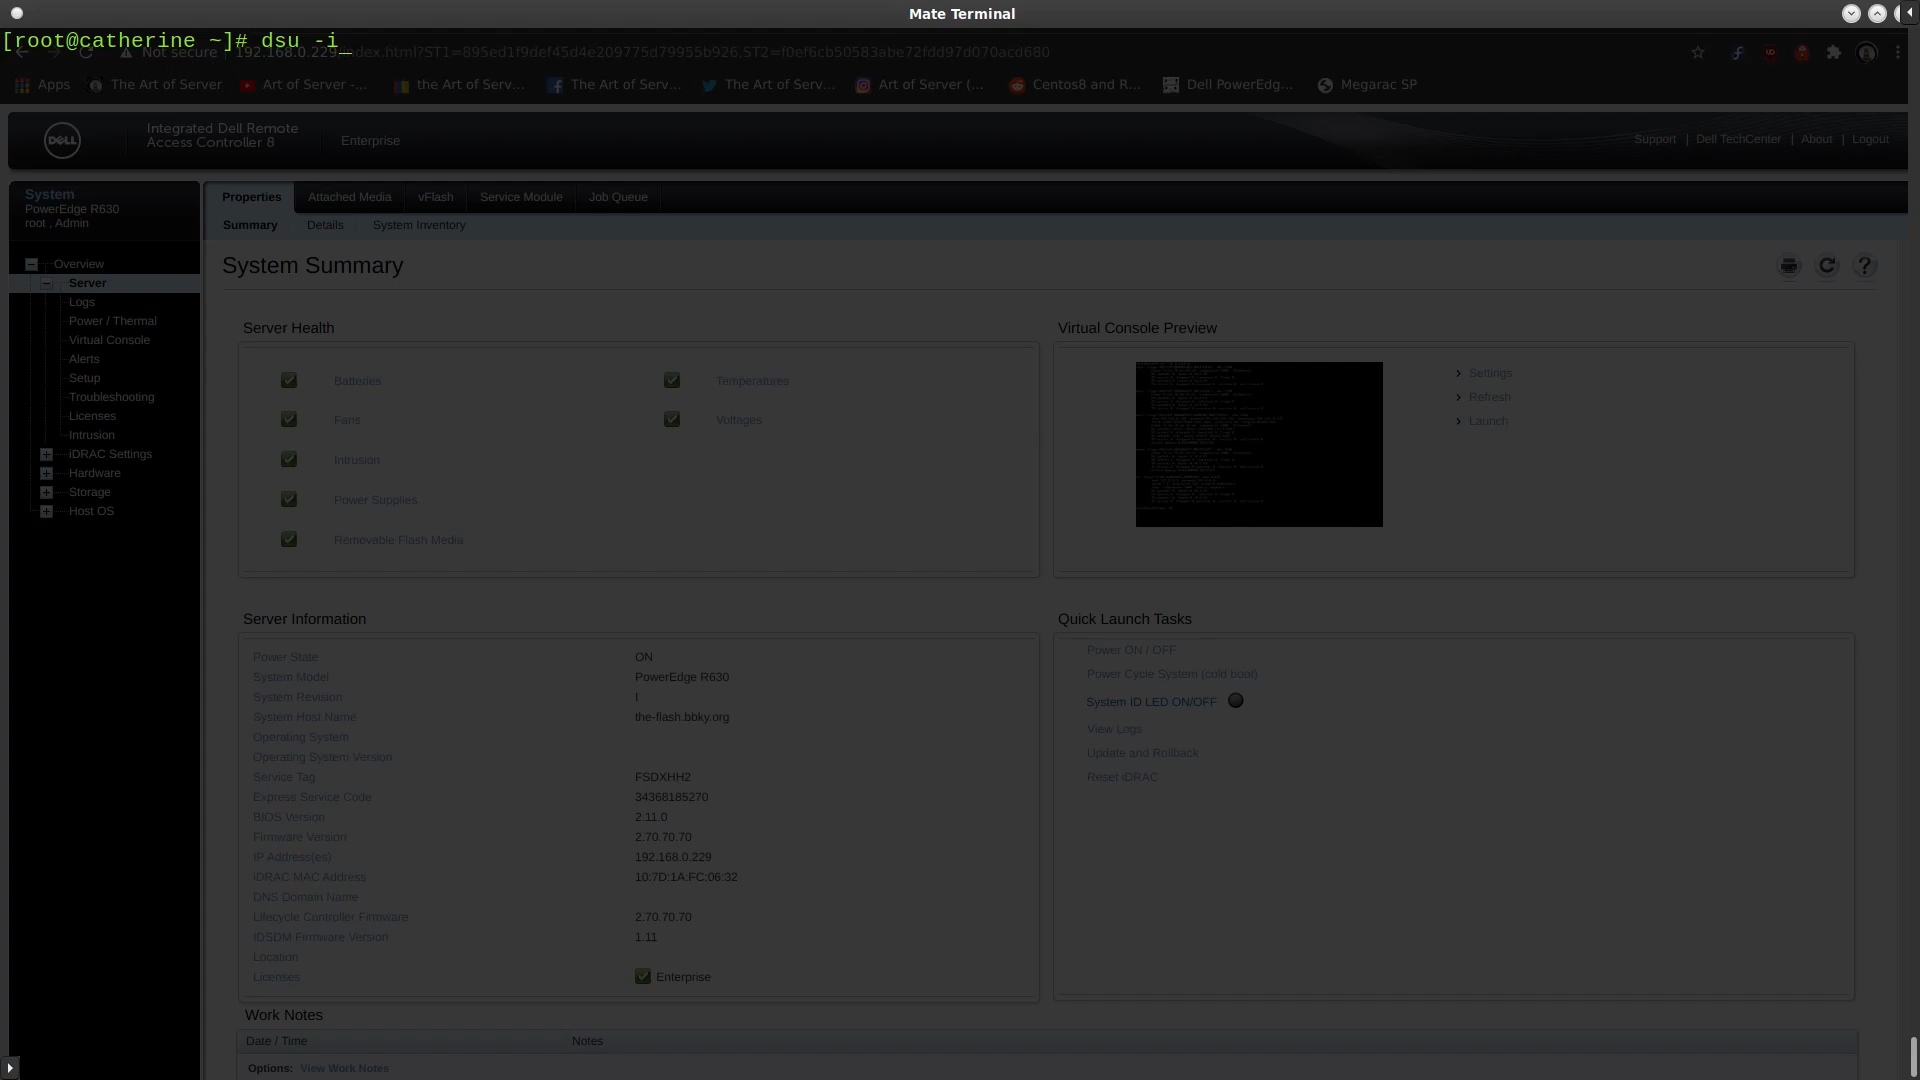 Mate Terminal
[root@catherine ~]# dsu -i_
Not secure 192.168.0.229/index.html?ST1=895ed1f9def45d4e209775d79955b926,ST2=f0ef6cb50583abe72fdd97d070acd680
Apps The Art of Server Art of Server -... the Art of Serv... The Art of Serv... The Art of Serv... Art of Server (... Centos8 and R... Dell PowerEdg... Megarac SP
DELL
Integrated Dell Remote
Access Controller 8
Enterprise
Support | Dell TechCenter | About | Logout
System
PowerEdge R630
root , Admin
Properties Attached Media vFlash Service Module Job Queue
Summary Details System Inventory
Overview
Server
Logs
Power / Thermal
Virtual Console
Alerts
Setup
Troubleshooting
Licenses
Intrusion
iDRAC Settings
Hardware
Storage
Host OS
System Summary
Server Health
Batteries Temperatures
Fans Voltages
Intrusion
Power Supplies
Removable Flash Media
Virtual Console Preview
Settings
Refresh
Launch
Server Information
Power State ON
System Model PowerEdge R630
System Revision I
System Host Name the-flash.bbky.org
Operating System
Operating System Version
Service Tag FSDXHH2
Express Service Code 34368185270
BIOS Version 2.11.0
Firmware Version 2.70.70.70
IP Address(es) 192.168.0.229
iDRAC MAC Address 10:7D:1A:FC:06:32
DNS Domain Name
Lifecycle Controller Firmware 2.70.70.70
IDSDM Firmware Version 1.11
Location
Licenses Enterprise
Quick Launch Tasks
Power ON / OFF
Power Cycle System (cold boot)
System ID LED ON/OFF
View Logs
Update and Rollback
Reset iDRAC
Work Notes
Date / Time Notes
Options: View Work Notes